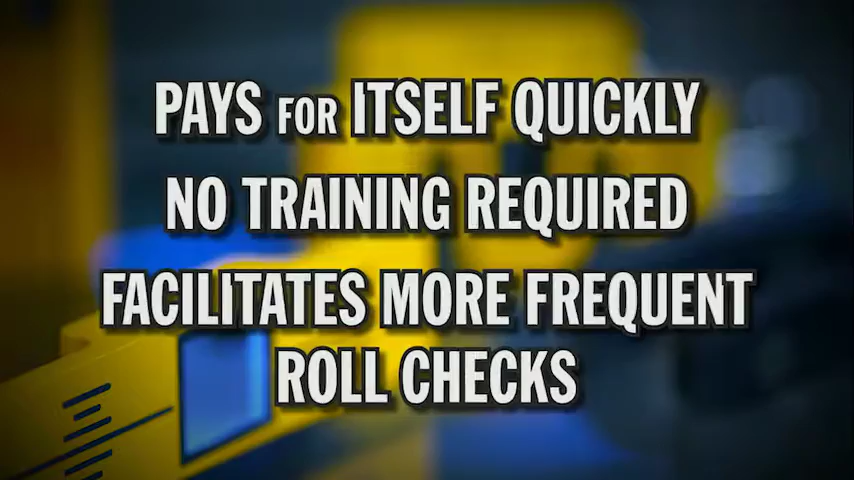 PAYS FOR ITSELF QUICKLY
NO TRAINING REQUIRED
FACILITATES MORE FREQUENT
ROLL CHECKS